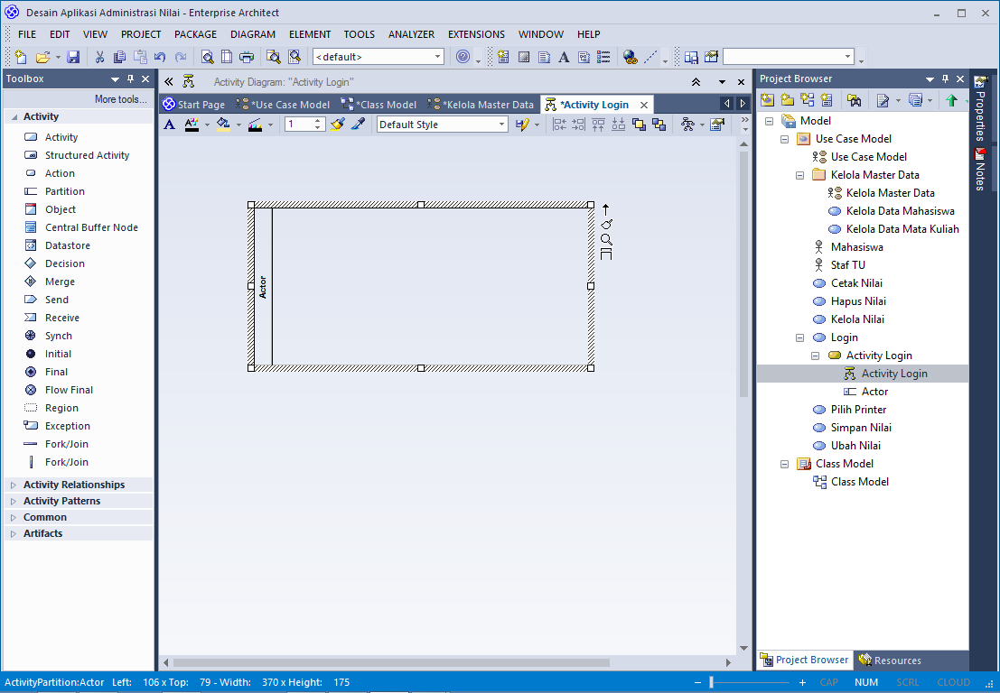 Desain Aplikasi Administrasi Nilai - Enterprise Architect
FILE EDIT VIEW PROJECT PACKAGE DIAGRAM ELEMENT TOOLS ANALYZER EXTENSIONS WINDOW HELP
<default>
Toolbox
More tools...
Activity
Activity
Structured Activity
Action
Partition
Object
Central Buffer Node
Datastore
Decision
Merge
Send
Receive
Synch
Initial
Final
Flow Final
Region
Exception
Fork/Join
Fork/Join
Activity Relationships
Activity Patterns
Common
Artifacts
Activity Diagram: "Activity Login"
Start Page *Use Case Model *Class Model *Kelola Master Data *Activity Login
1 Default Style
Actor
Project Browser
Model
Use Case Model
Use Case Model
Kelola Master Data
Kelola Master Data
Kelola Data Mahasiswa
Kelola Data Mata Kuliah
Mahasiswa
Staf TU
Cetak Nilai
Hapus Nilai
Kelola Nilai
Login
Activity Login
Activity Login
Actor
Pilih Printer
Simpan Nilai
Ubah Nilai
Class Model
Class Model
Project Browser Resources
Properties
Notes
ActivityPartition:Actor Left: 106 x Top: 79 - Width: 370 x Height: 175
CAP NUM SCRL CLOUD